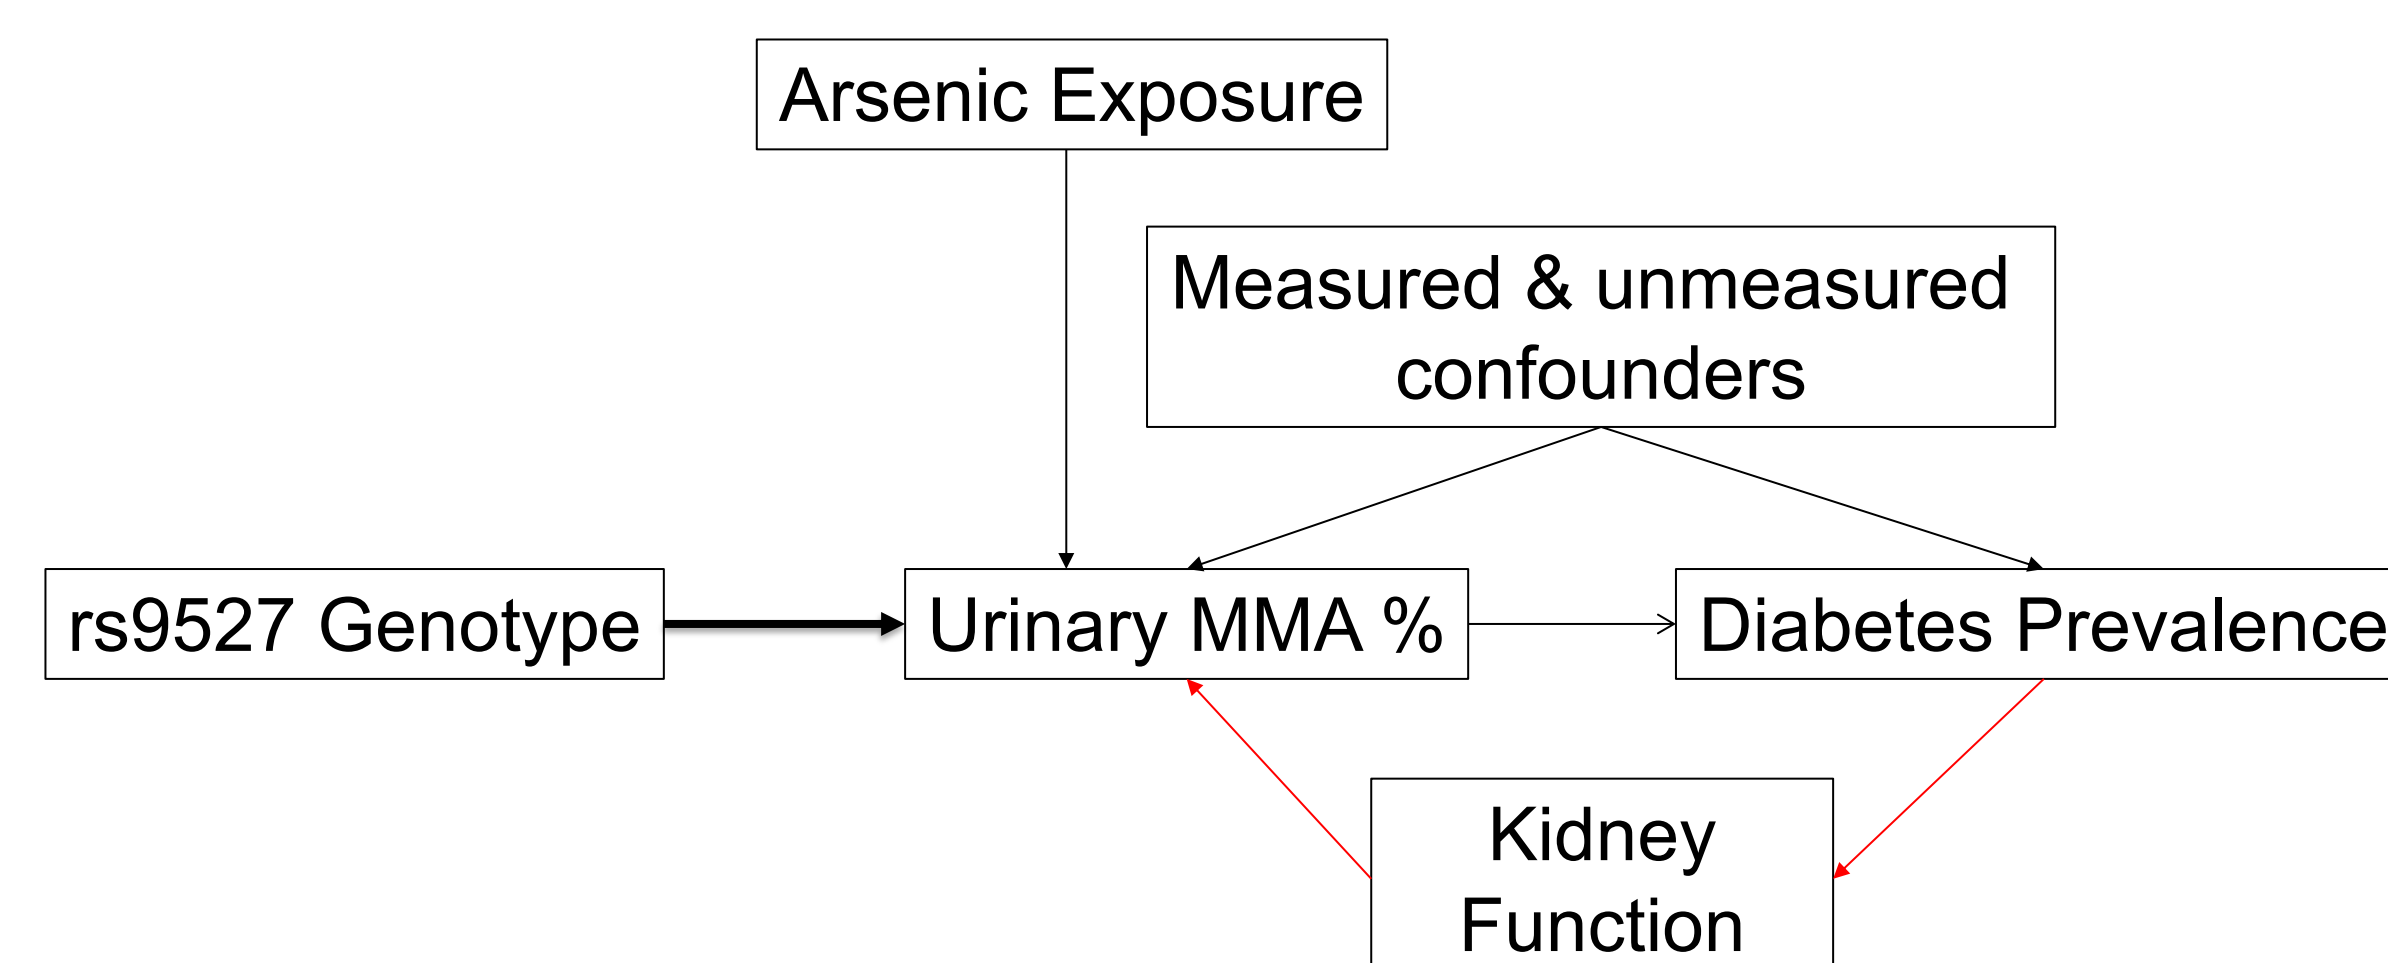 Arsenic Exposure
Measured & unmeasured
confounders
rs9527 Genotype
Urinary MMA %
Diabetes Prevalence
Kidney
Function